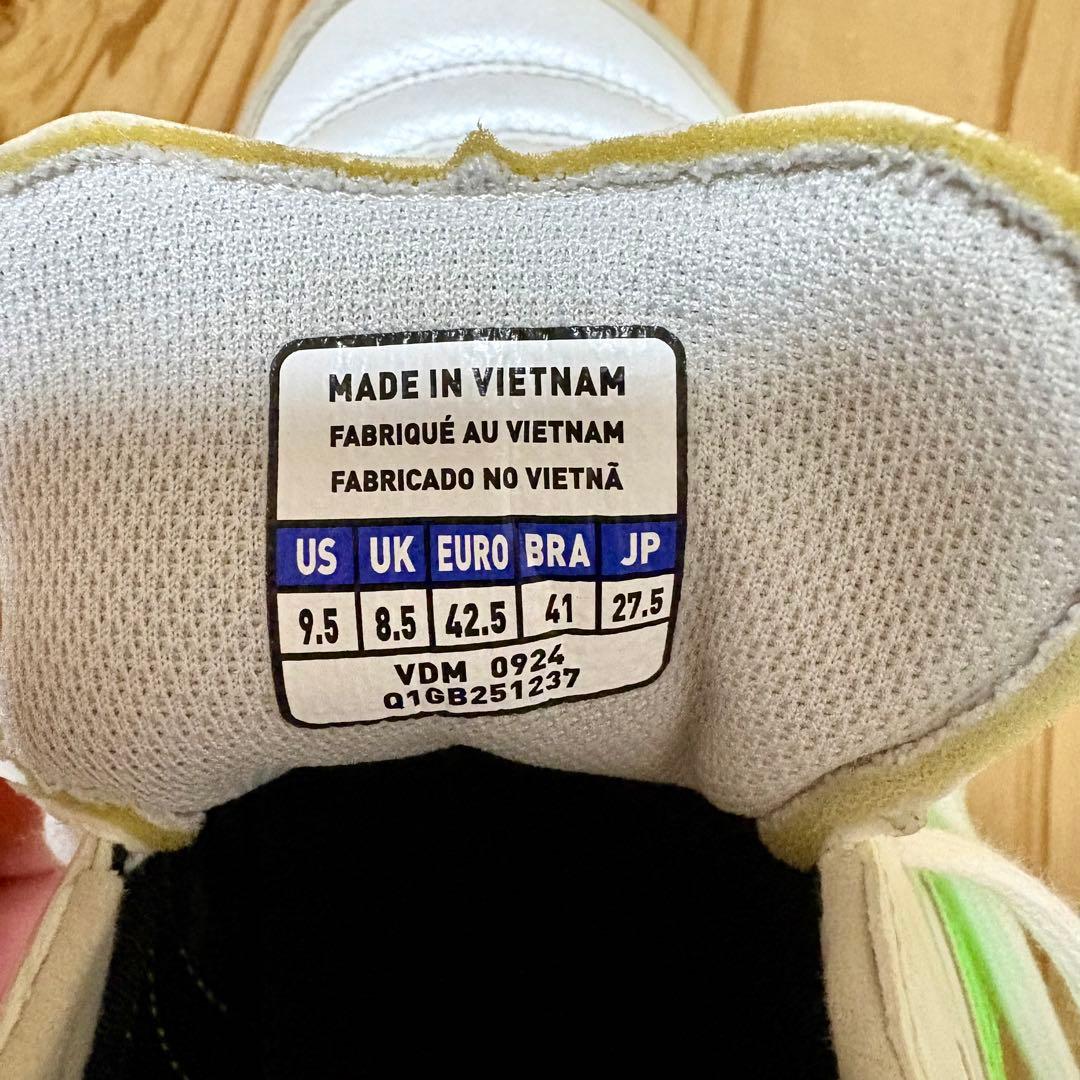 MADE IN VIETNAM
FABRIQUÉ AU VIETNAM
FABRICADO NO VIETNÃ
US UK EURO BRA JP
9.5 8.5 42.5 41 27.5
VDM 0924
Q1GB251237